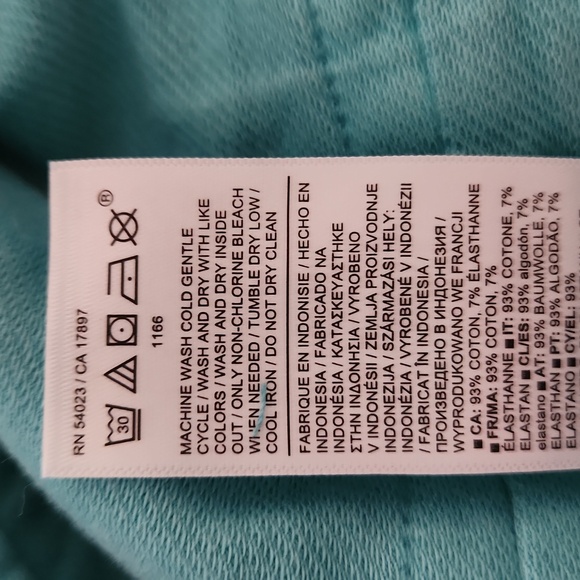 RN 54023 / CA 17897
30
®
1166
MACHINE WASH COLD GENTLE
CYCLE / WASH AND DRY WITH LIKE
COLORS / WASH AND DRY INSIDE
OUT / ONLY NON-CHLORINE BLEACH
WHEN NEEDED / TUMBLE DRY LOW /
COOL IRON / DO NOT DRY CLEAN
FABRIQUE EN INDONISIE / HECHO EN
INDONESIA / FABRICADO NA
INDONÉSIA / ΚΑΤΑΣΚΕΥΑΣΤΗΚΕ
ΣΤΗΝ ΙΝΔΟΝΗΣΙΑ / VYROBENO
V INDONÉSII / ZEMLJA PROIZVODNJE
INDONEZIJA / SZÁRMAZÁSI HELY:
INDONÉZIA / VYROBENÉ V INDONÉZII
/ FABRICAT ÎN INDONESIA /
ПРОИЗВЕДЕНО В ИНДОНЕЗИЯ /
WYPRODUKOWANO WE FRANCJI
■ CA: 93% COTON, 7% ÉLASTHANNE
■ FR/MA: 93% COTON, 7%
ÉLASTHANNE ■ IT: 93% COTONE, 7%
ELASTAN ■ CL/ES: 93% algodón, 7%
elastano ■ AT: 93% BAUMWOLLE, 7%
ELASTHAN ■ PT: 93% ALGODÃO, 7%
ELASTANO ■ CY/EL: 93%